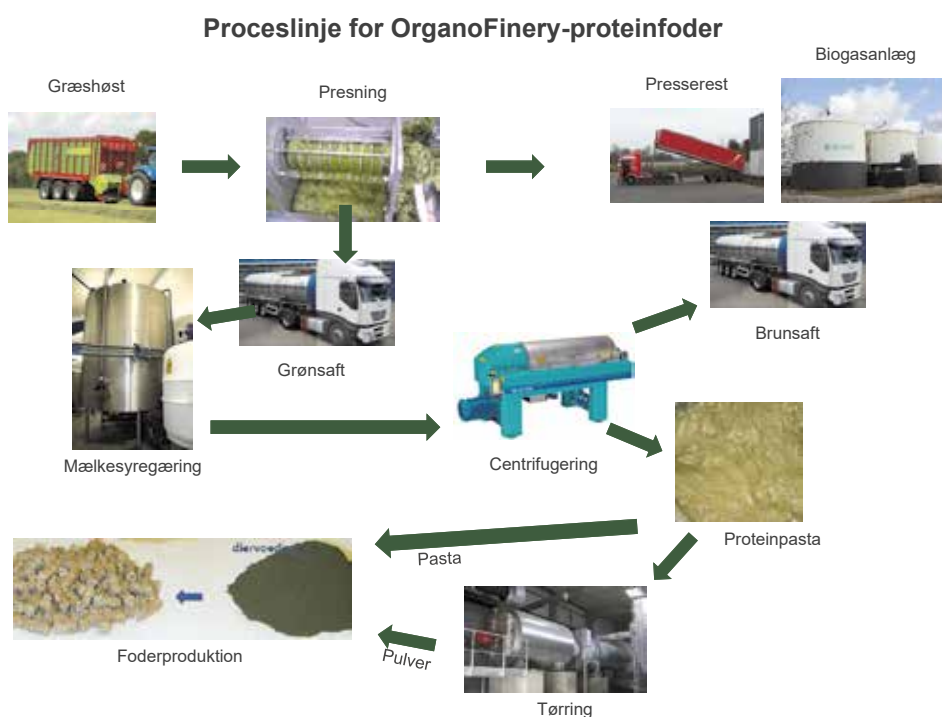 Proceslinje for OrganoFinery-proteinfoder
Græshøst
Presning
Presserest
Biogasanlæg
Grønsaft
Brunsaft
Mælkesyregæring
Centrifugering
Proteinpasta
Pasta
Foderproduktion
Pulver
Tørring